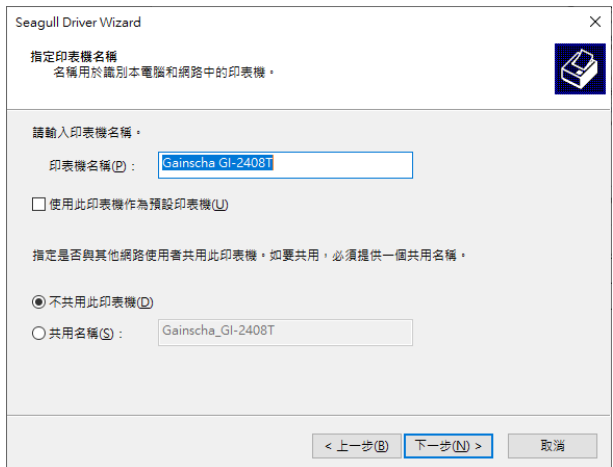 Seagull Driver Wizard
指定印表機名稱
名稱用於識別本電腦和網路中的印表機。
請輸入印表機名稱。
印表機名稱(P)： Gainscha GI-2408T
使用此印表機作為預設印表機(U)
指定是否與其他網路使用者共用此印表機。如要共用，必須提供一個共用名稱。
不共用此印表機(D)
共用名稱(S)： Gainscha_GI-2408T
< 上一步(B) 下一步(N) > 取消